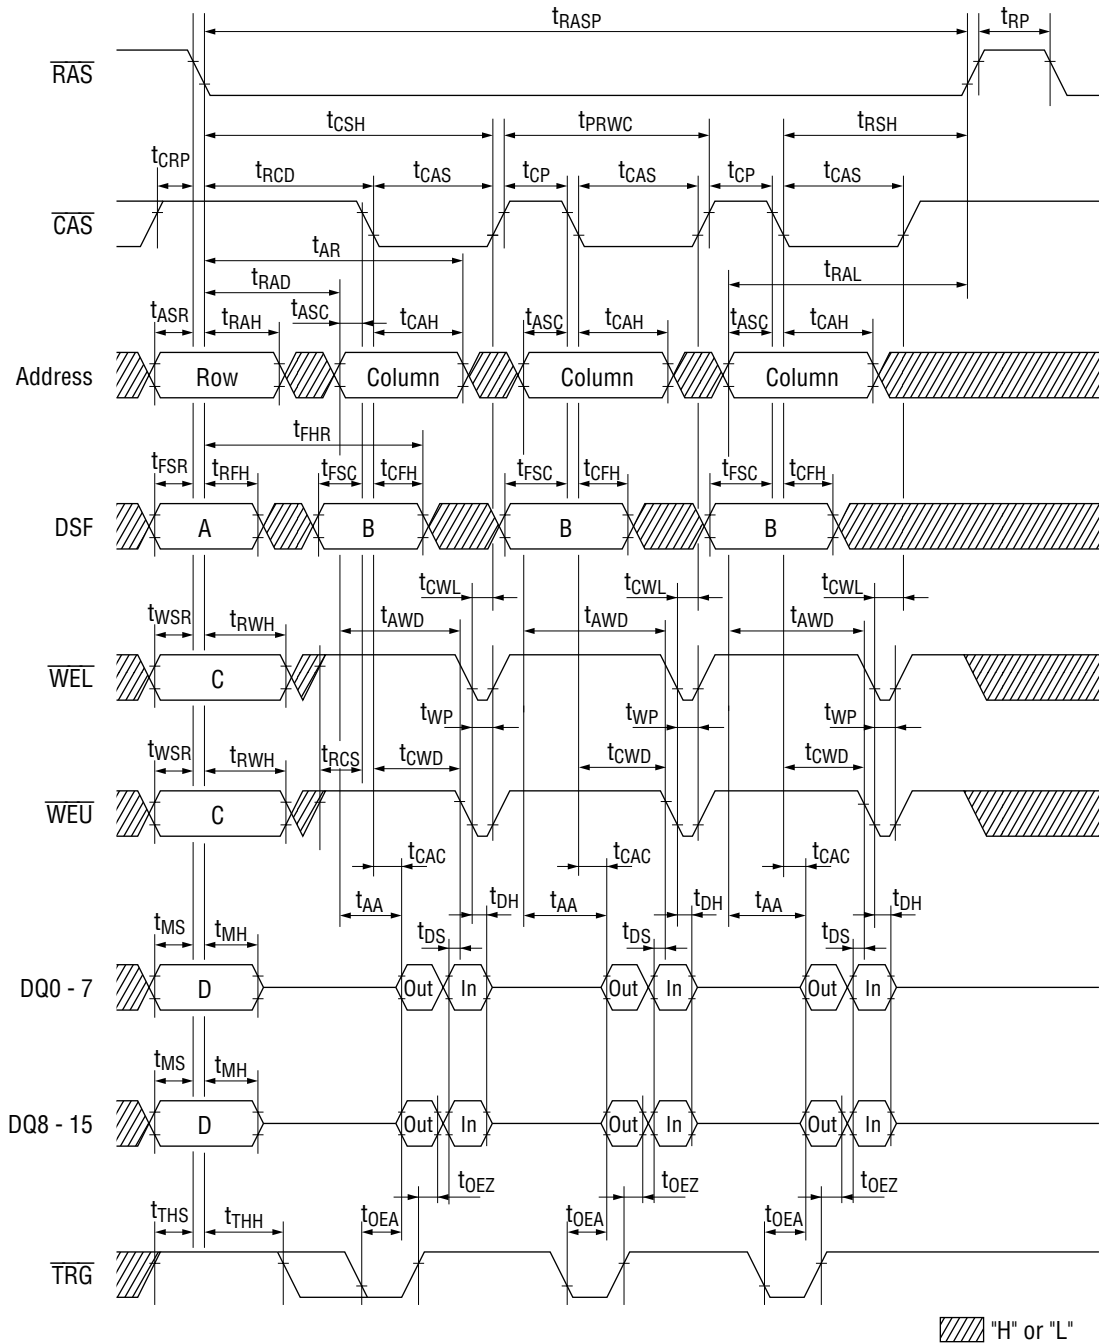 tRASP tRP
RAS
tCSH tPRWC tRSH
tCRP tRCD tCAS tCP tCAS tCP tCAS
CAS
tAR
tRAD tRAL
tASR tRAH tASC tCAH tASC tCAH tASC tCAH
Address Row Column Column Column
tFHR
tFSR tRFH tFSC tCFH tFSC tCFH tFSC tCFH
DSF A B B B
tCWL tCWL tCWL
tWSR tRWH tAWD tAWD tAWD
WEL C
tWP tWP tWP
tWSR tRWH tRCS tCWD tCWD tCWD
WEU C
tCAC tCAC tCAC
tAA tDH tAA tDH tAA tDH
tMS tMH tDS tDS tDS
DQ0 - 7 D Out In Out In Out In
tMS tMH
DQ8 - 15 D Out In Out In Out In
tOEZ tOEZ tOEZ
tTHS tTHH tOEA tOEA tOEA
TRG
"H" or "L"